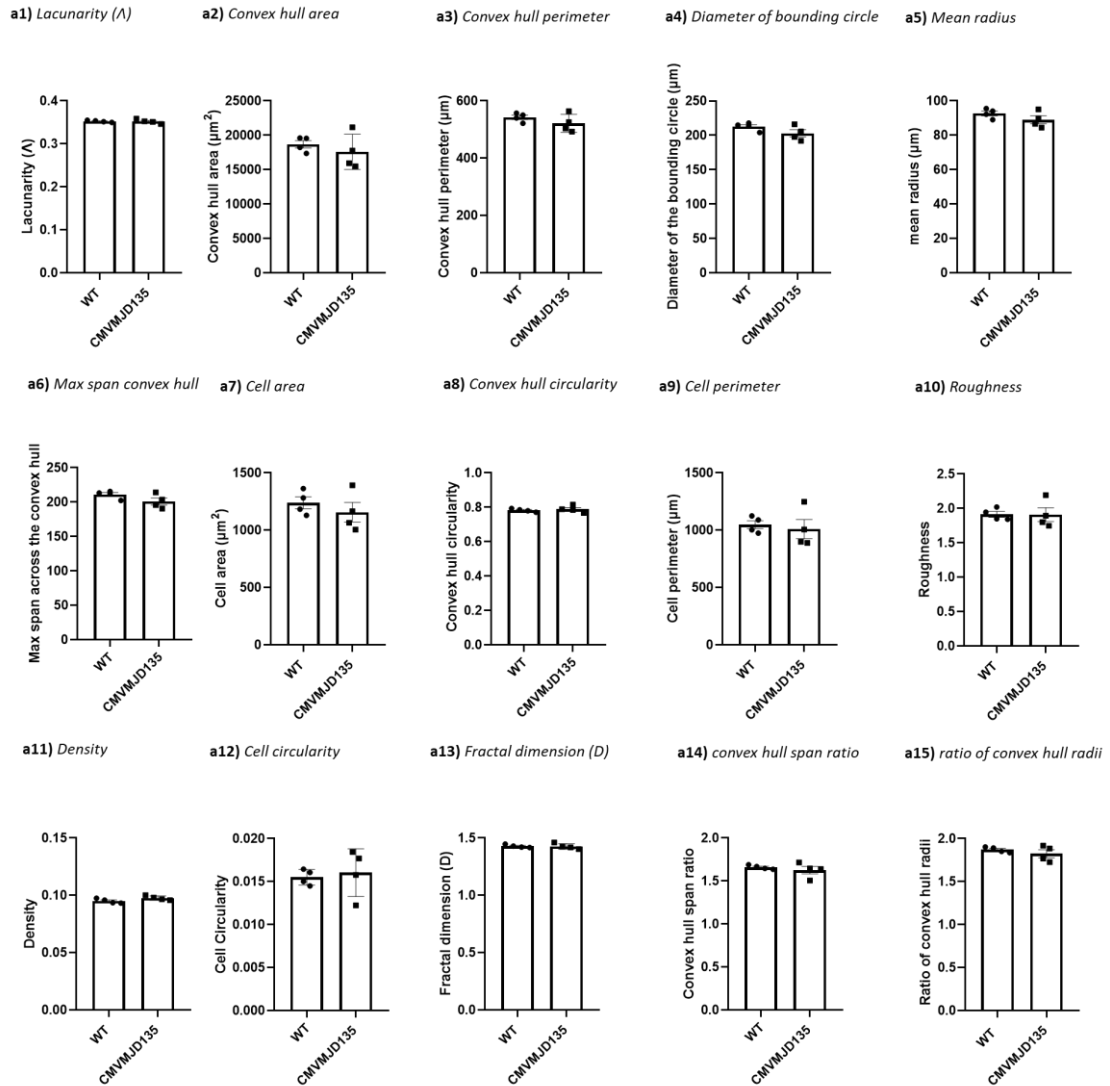 a1) Lacunarity (Λ)
a2) Convex hull area
a3) Convex hull perimeter
a4) Diameter of bounding circle
a5) Mean radius
0.4
0.3
0.2
0.1
0.0
Lacunarity (Λ)
WT
CMVMJD135
25000
20000
15000
10000
5000
0
Convex hull area (µm²)
WT
CMVMJD135
600
400
200
0
Convex hull perimeter (µm)
WT
CMVMJD135
250
200
150
100
50
0
Diameter of the bounding circle (µm)
WT
CMVMJD135
100
80
60
40
20
0
mean radius (µm)
WT
CMVMJD135
a6) Max span convex hull
a7) Cell area
a8) Convex hull circularity
a9) Cell perimeter
a10) Roughness
250
200
150
100
50
0
Max span across the convex hull
WT
CMVMJD135
1500
1000
500
0
Cell area (µm²)
WT
CMVMJD135
1.0
0.8
0.6
0.4
0.2
0.0
Convex hull circularity
WT
CMVMJD135
1500
1000
500
0
Cell perimeter (µm)
WT
CMVMJD135
2.5
2.0
1.5
1.0
0.5
0.0
Roughness
WT
CMVMJD135
a11) Density
a12) Cell circularity
a13) Fractal dimension (D)
a14) convex hull span ratio
a15) ratio of convex hull radii
0.15
0.10
0.05
0.00
Density
WT
CMVMJD135
0.020
0.015
0.010
0.005
0.000
Cell Circularity
WT
CMVMJD135
1.5
1.0
0.5
0.0
Fractal dimension (D)
WT
CMVMJD135
2.0
1.5
1.0
0.5
0.0
Convex hull span ratio
WT
CMVMJD135
2.0
1.5
1.0
0.5
0.0
Ratio of convex hull radii
WT
CMVMJD135